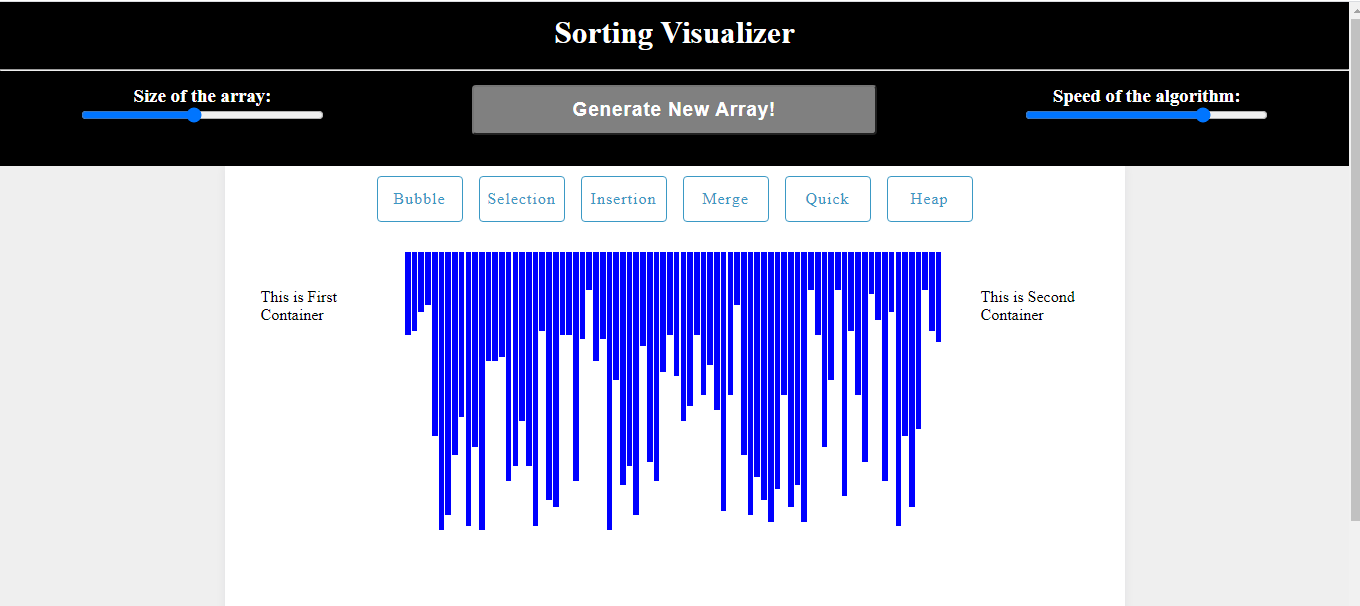 Sorting Visualizer
Size of the array:
Generate New Array!
Speed of the algorithm:
Bubble
Selection
Insertion
Merge
Quick
Heap
This is First
Container
This is Second
Container